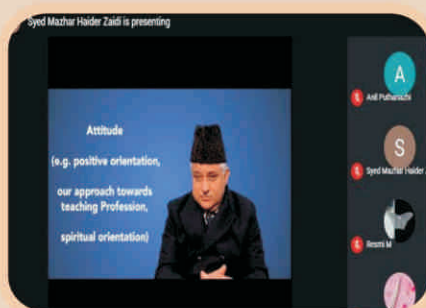 Syed Mazhar Haider Zaidi is presenting
Attitude
(e.g. positive orientation,
our approach towards
teaching Profession,
spiritual orientation)
A
Anil Puthanmazhi
S
Syed Mazhar Haider
Resmi M